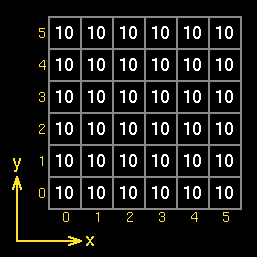 5 10 10 10 10 10 10
4 10 10 10 10 10 10
3 10 10 10 10 10 10
2 10 10 10 10 10 10
y
1 10 10 10 10 10 10
0 10 10 10 10 10 10
0 1 2 3 4 5
x